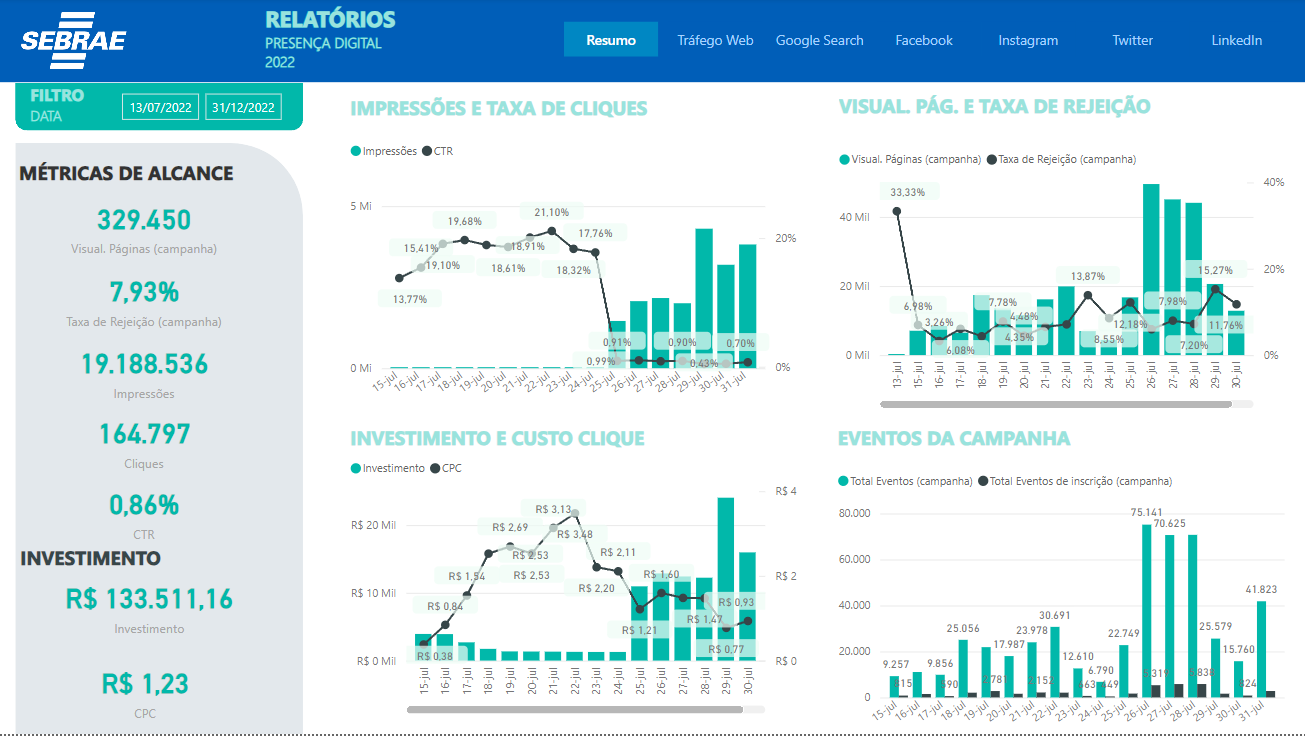 SEBRAE
RELATÓRIOS
PRESENÇA DIGITAL
2022
Resumo
Tráfego Web
Google Search
Facebook
Instagram
Twitter
LinkedIn
FILTRO
DATA
13/07/2022
31/12/2022
MÉTRICAS DE ALCANCE
329.450
Visual. Páginas (campanha)
7,93%
Taxa de Rejeição (campanha)
19.188.536
Impressões
164.797
Cliques
0,86%
CTR
INVESTIMENTO
R$ 133.511,16
Investimento
R$ 1,23
CPC
IMPRESSÕES E TAXA DE CLIQUES
Impressões
CTR
5 Mi
0 Mi
20%
0%
13,77%
15,41%
19,10%
19,68%
18,61%
18,91%
21,10%
18,32%
17,76%
0,99%
0,91%
0,90%
0,43%
0,70%
15-jul
16-jul
17-jul
18-jul
19-jul
20-jul
21-jul
22-jul
23-jul
24-jul
25-jul
26-jul
27-jul
28-jul
29-jul
30-jul
31-jul
VISUAL. PÁG. E TAXA DE REJEIÇÃO
Visual. Páginas (campanha)
Taxa de Rejeição (campanha)
40 Mil
20 Mil
0 Mil
40%
20%
0%
33,33%
6,98%
3,26%
6,08%
7,78%
4,48%
4,35%
13,87%
8,55%
12,18%
7,98%
7,20%
15,27%
11,76%
13-jul
15-jul
16-jul
17-jul
18-jul
19-jul
20-jul
21-jul
22-jul
23-jul
24-jul
25-jul
26-jul
27-jul
28-jul
29-jul
30-jul
INVESTIMENTO E CUSTO CLIQUE
Investimento
CPC
R$ 20 Mil
R$ 10 Mil
R$ 0 Mil
R$ 4
R$ 2
R$ 0
R$ 0,38
R$ 0,84
R$ 1,54
R$ 2,69
R$ 2,53
R$ 2,53
R$ 3,13
R$ 3,48
R$ 2,20
R$ 2,11
R$ 1,21
R$ 1,60
R$ 1,47
R$ 0,77
R$ 0,93
15-jul
16-jul
17-jul
18-jul
19-jul
20-jul
21-jul
22-jul
23-jul
24-jul
25-jul
26-jul
27-jul
28-jul
29-jul
30-jul
EVENTOS DA CAMPANHA
Total Eventos (campanha)
Total Eventos de inscrição (campanha)
80.000
60.000
40.000
20.000
0
9.257
9.856
590
25.056
2.781
17.987
23.978
2.152
30.691
12.610
663
6.790
649
22.749
75.141
5.319
70.625
5.838
25.579
15.760
824
41.823
15-jul
16-jul
17-jul
18-jul
19-jul
20-jul
21-jul
22-jul
23-jul
24-jul
25-jul
26-jul
27-jul
28-jul
29-jul
30-jul
31-jul